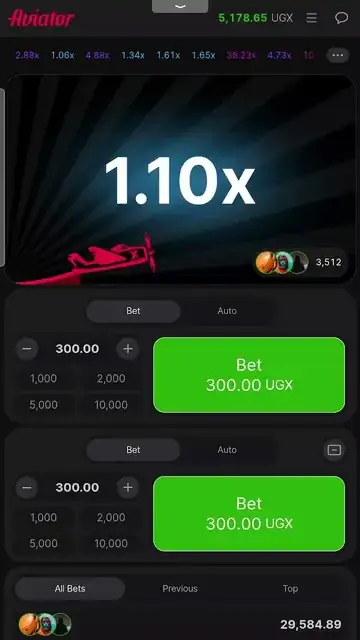 Aviator 5,178.65 UGX
2.88x 1.06x 4.88x 1.34x 1.61x 1.65x 38.23x 4.73x 10
1.10x
3,512
Bet Auto
300.00
1,000 2,000
5,000 10,000
Bet
300.00 UGX
Bet Auto
300.00
1,000 2,000
5,000 10,000
Bet
300.00 UGX
All Bets Previous Top
29,584.89